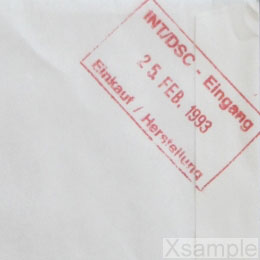 INT/DSC - Eingang
25. FEB. 1993
Einkauf / Herstellung
Xsample